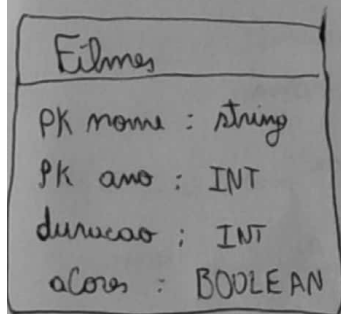 Filmes
PK nome : string
PK ano : INT
duracao : INT
aCores : BOOLEAN